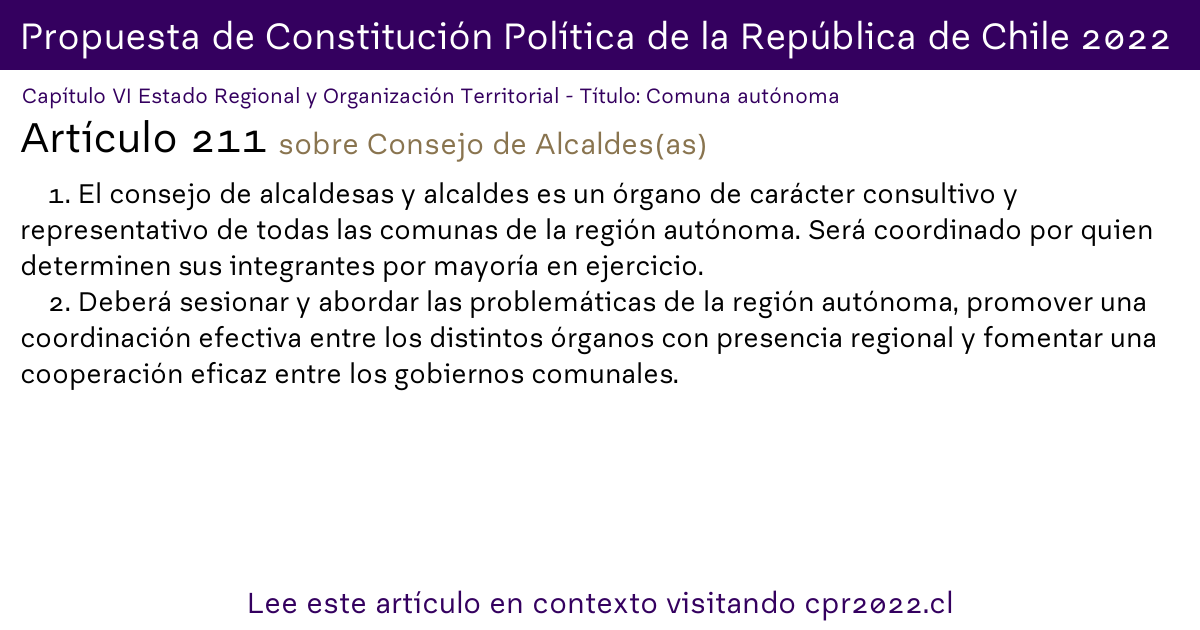 Propuesta de Constitución Política de la República de Chile 2022
Capítulo VI Estado Regional y Organización Territorial - Título: Comuna autónoma
Artículo 211 sobre Consejo de Alcaldes(as)
1. El consejo de alcaldesas y alcaldes es un órgano de carácter consultivo y
representativo de todas las comunas de la región autónoma. Será coordinado por quien
determinen sus integrantes por mayoría en ejercicio.
2. Deberá sesionar y abordar las problemáticas de la región autónoma, promover una
coordinación efectiva entre los distintos órganos con presencia regional y fomentar una
cooperación eficaz entre los gobiernos comunales.
Lee este artículo en contexto visitando cpr2022.cl